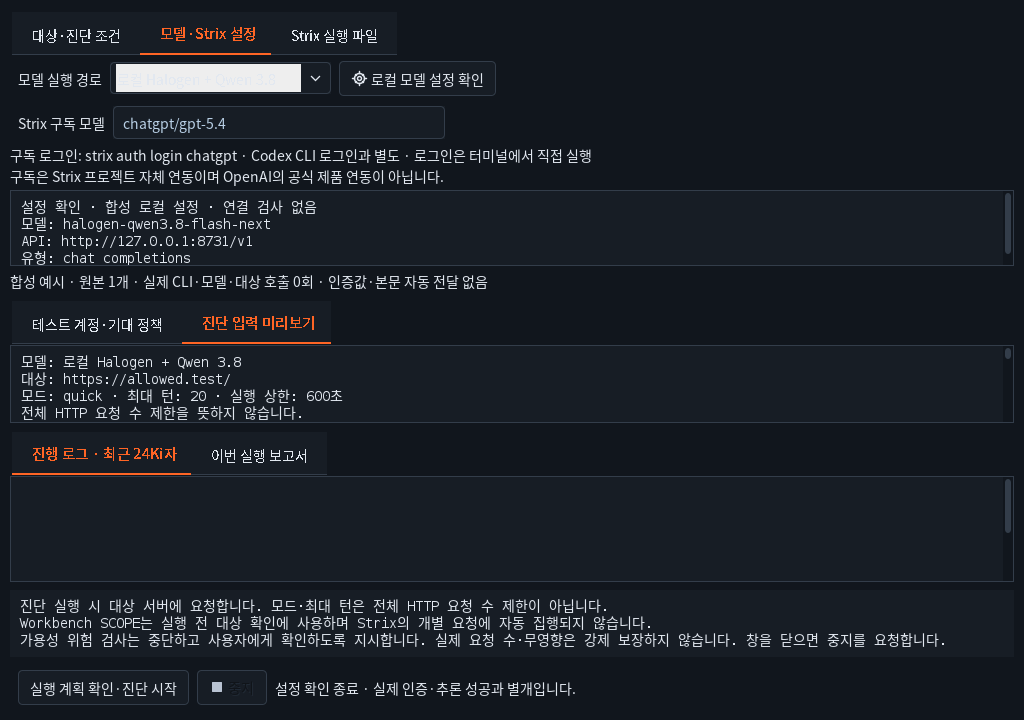 대상·진단 조건 모델·Strix 설정 Strix 실행 파일
모델 실행 경로 로컬 Halogen + Qwen 3.8 로컬 모델 설정 확인
Strix 구독 모델 chatgpt/gpt-5.4
구독 로그인: strix auth login chatgpt · Codex CLI 로그인과 별도 · 로그인은 터미널에서 직접 실행
구독은 Strix 프로젝트 자체 연동이며 OpenAI의 공식 제품 연동이 아닙니다.
설정 확인 · 합성 로컬 설정 · 연결 검사 없음
모델: halogen-qwen3.8-flash-next
API: http://127.0.0.1:8731/v1
유형: chat completions
합성 예시 · 원본 1개 · 실제 CLI·모델·대상 호출 0회 · 인증값·본문 자동 전달 없음
테스트 계정·기대 정책 진단 입력 미리보기
모델: 로컬 Halogen + Qwen 3.8
대상: https://allowed.test/
모드: quick · 최대 턴: 20 · 실행 상한: 600초
전체 HTTP 요청 수 제한을 뜻하지 않습니다.
진행 로그 · 최근 24Ki자 이번 실행 보고서
진단 실행 시 대상 서버에 요청합니다. 모드·최대 턴은 전체 HTTP 요청 수 제한이 아닙니다.
Workbench SCOPE는 실행 전 대상 확인에 사용하며 Strix의 개별 요청에 자동 집행되지 않습니다.
가용성 위험 검사는 중단하고 사용자에게 확인하도록 지시합니다. 실제 요청 수·무영향은 강제 보장하지 않습니다. 창을 닫으면 중지를 요청합니다.
실행 계획 확인·진단 시작 중지 설정 확인 종료 · 실제 인증·추론 성공과 별개입니다.